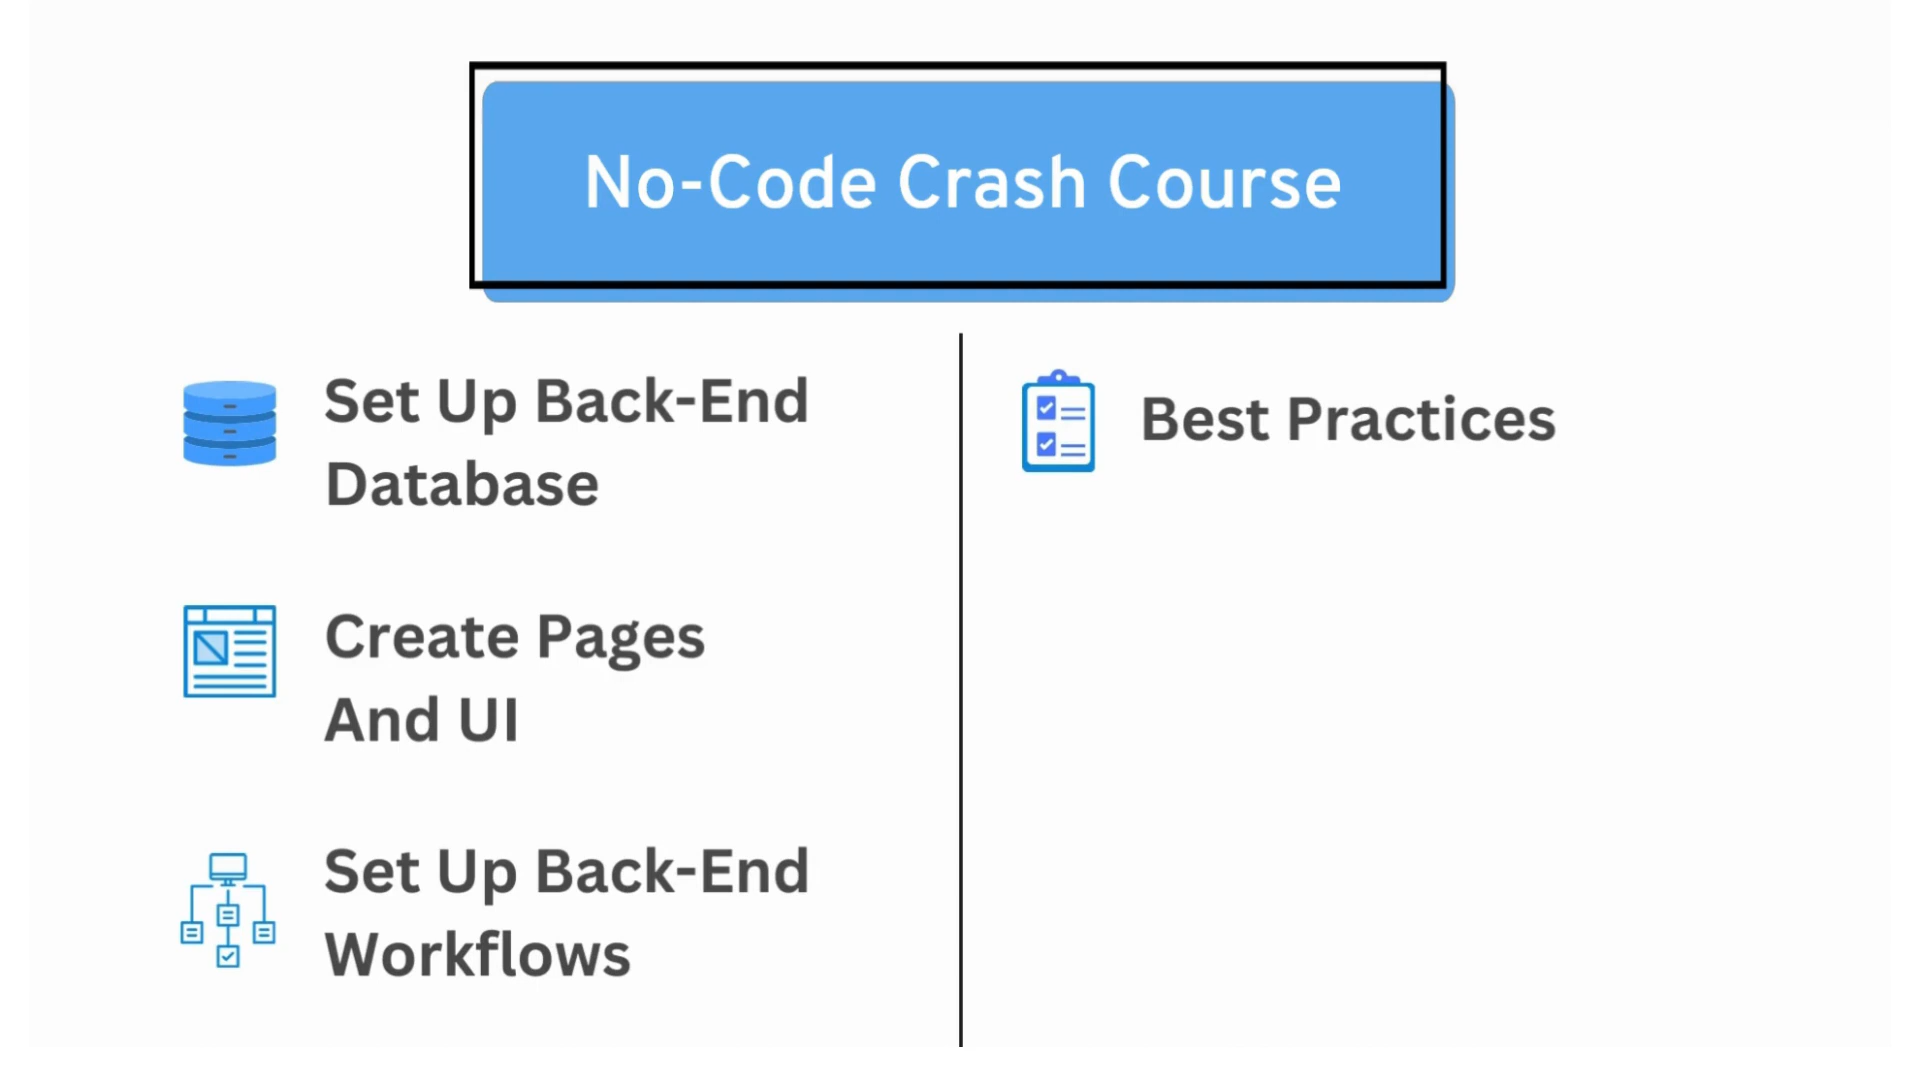 No-Code Crash Course
Set Up Back-End
Database
Create Pages
And UI
Set Up Back-End
Workflows
Best Practices